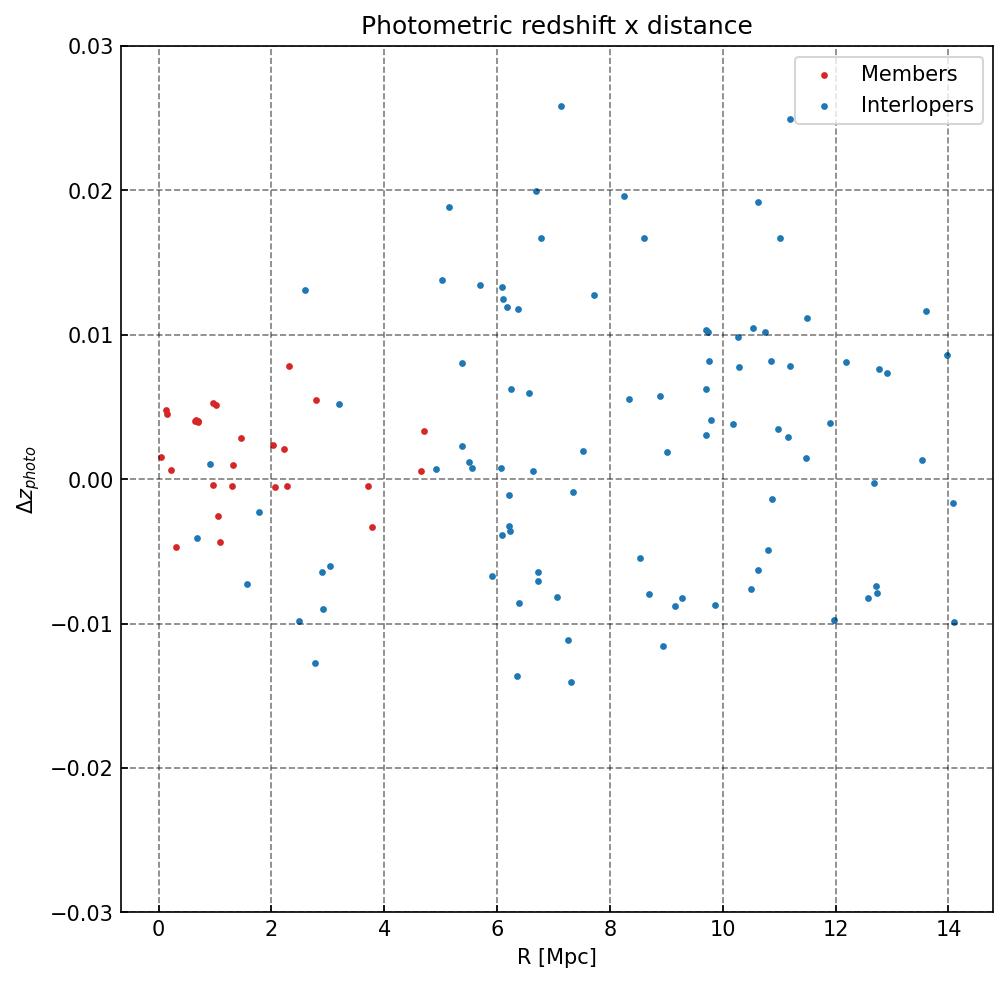 Photometric redshift x distance
Members
Interlopers
0.03
0.02
0.01
0.00
−0.01
−0.02
−0.03
Δz_photo
0 2 4 6 8 10 12 14
R [Mpc]